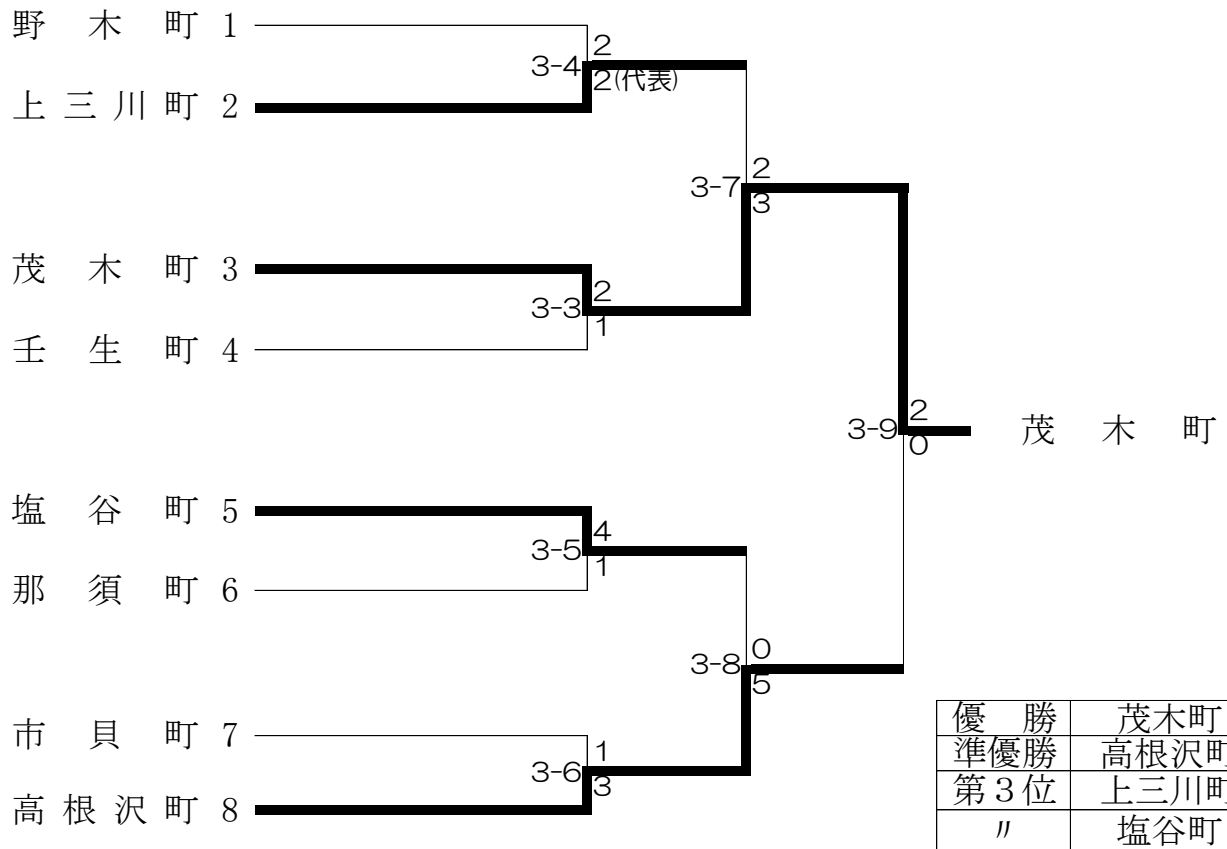 野木町 1
2
3-4
2(代表)
上三川町 2
2
3-7
3
茂木町 3
2
3-3
1
壬生町 4
2
3-9
0
茂木町
塩谷町 5
4
3-5
1
那須町 6
0
3-8
5
市貝町 7
1
3-6
3
高根沢町 8
優勝 茂木町
準優勝 高根沢町
第3位 上三川町
〃 塩谷町